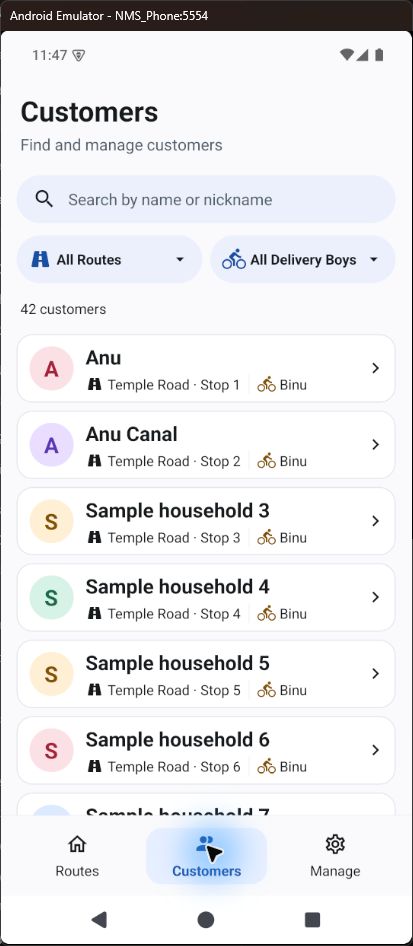 Android Emulator - NMS_Phone:5554
11:47
Customers
Find and manage customers
Search by name or nickname
All Routes
All Delivery Boys
42 customers
A
Anu
Temple Road · Stop 1
Binu
A
Anu Canal
Temple Road · Stop 2
Binu
S
Sample household 3
Temple Road · Stop 3
Binu
S
Sample household 4
Temple Road · Stop 4
Binu
S
Sample household 5
Temple Road · Stop 5
Binu
S
Sample household 6
Temple Road · Stop 6
Binu
Sample household 7
Routes
Customers
Manage